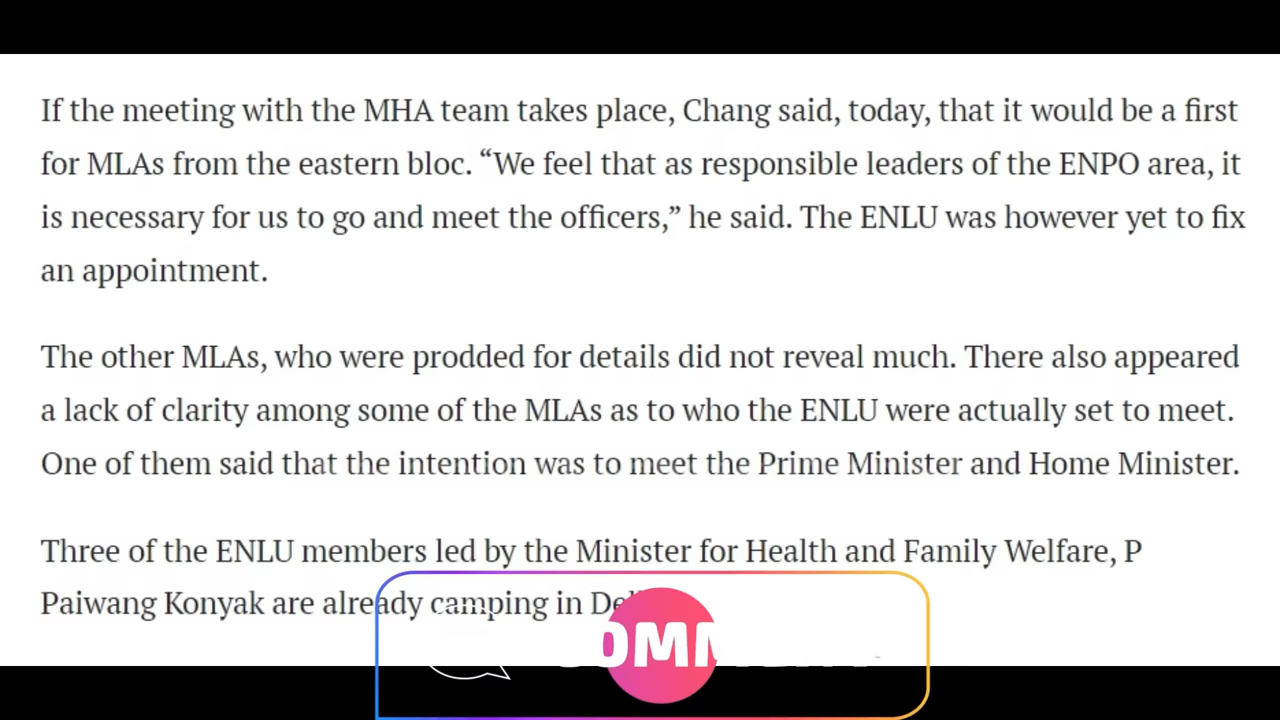 If the meeting with the MHA team takes place, Chang said, today, that it would be a first
for MLAs from the eastern bloc. “We feel that as responsible leaders of the ENPO area, it
is necessary for us to go and meet the officers,” he said. The ENLU was however yet to fix
an appointment.
The other MLAs, who were prodded for details did not reveal much. There also appeared
a lack of clarity among some of the MLAs as to who the ENLU were actually set to meet.
One of them said that the intention was to meet the Prime Minister and Home Minister.
Three of the ENLU members led by the Minister for Health and Family Welfare, P
Paiwang Konyak are already camping in